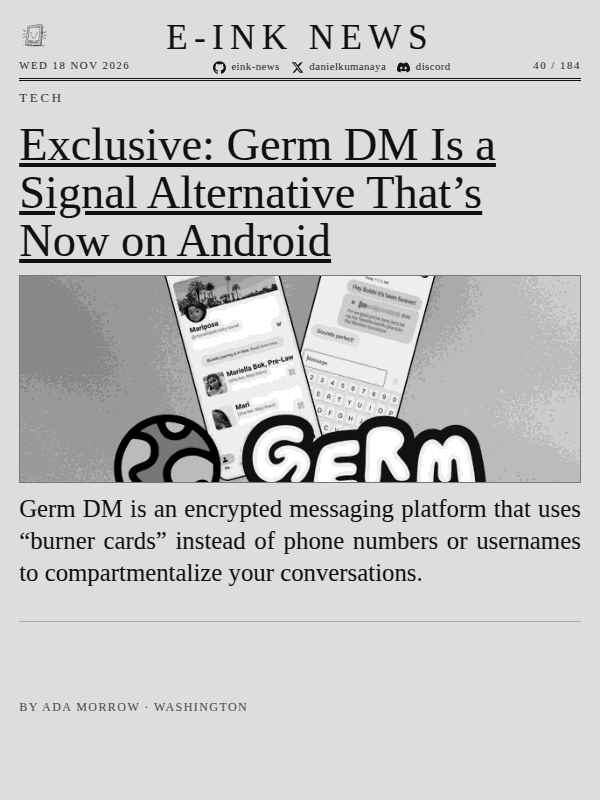 E-INK NEWS
WED 18 NOV 2026
eink-news danielkumanaya discord
40 / 184
TECH
Exclusive: Germ DM Is a
Signal Alternative That’s
Now on Android
Mariposa
Mariella Bok, Pre-Law
Mari
Hey Bobbi it's been forever!
Sounds perfect!
Message
GERM
Germ DM is an encrypted messaging platform that uses
“burner cards” instead of phone numbers or usernames
to compartmentalize your conversations.
BY ADA MORROW · WASHINGTON